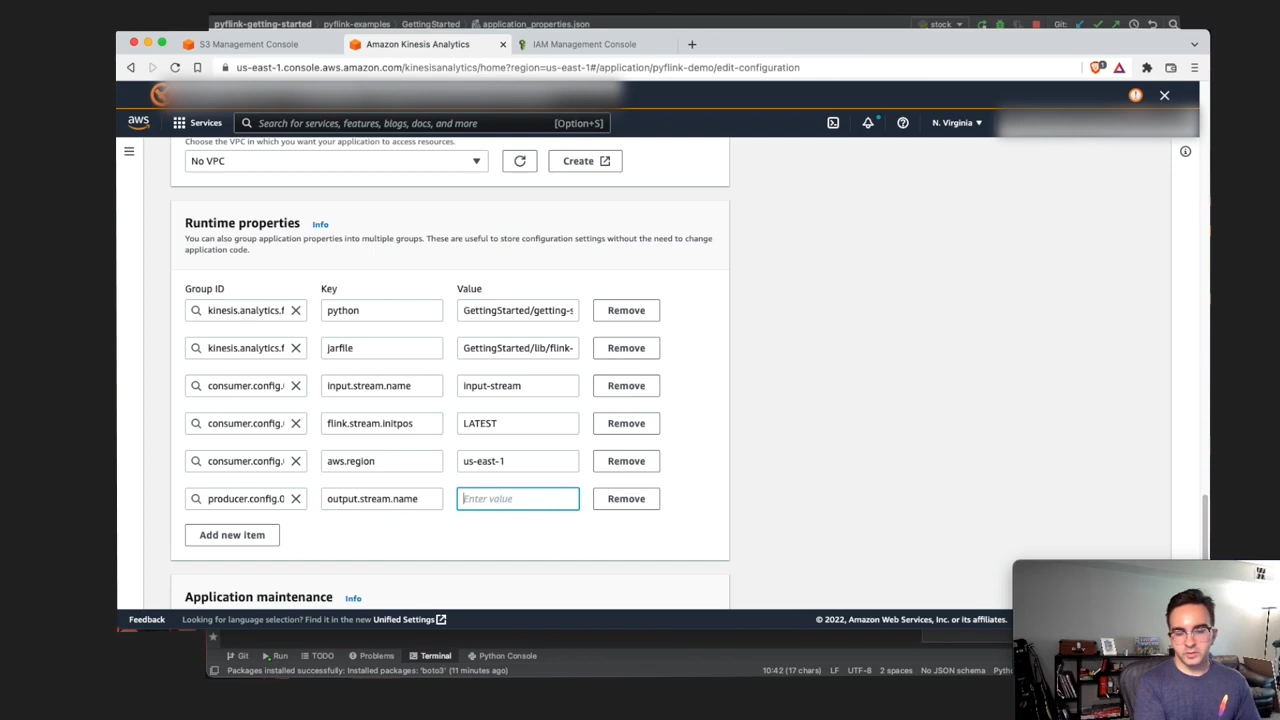 pyflink-getting-started pyflink-examples GettingStarted application_properties.json stock Git:
S3 Management Console Amazon Kinesis Analytics IAM Management Console
us-east-1.console.aws.amazon.com/kinesisanalytics/home?region=us-east-1#/application/pyflink-demo/edit-configuration
aws Services Search for services, features, blogs, docs, and more [Option+S] N. Virginia
Choose the VPC in which you want your application to access resources.
No VPC Create
Runtime properties Info
You can also group application properties into multiple groups. These are useful to store configuration settings without the need to change
application code.
Group ID Key Value
kinesis.analytics.f python GettingStarted/getting-s Remove
kinesis.analytics.f jarfile GettingStarted/lib/flink- Remove
consumer.config. input.stream.name input-stream Remove
consumer.config. flink.stream.initpos LATEST Remove
consumer.config. aws.region us-east-1 Remove
producer.config.0 output.stream.name Enter value Remove
Add new item
Application maintenance Info
Feedback Looking for language selection? Find it in the new Unified Settings © 2022, Amazon Web Services, Inc. or its affiliates.
Git Run TODO Problems Terminal Python Console
Packages installed successfully: Installed packages: 'boto3' (11 minutes ago) 10:42 (17 chars) LF UTF-8 2 spaces No JSON schema